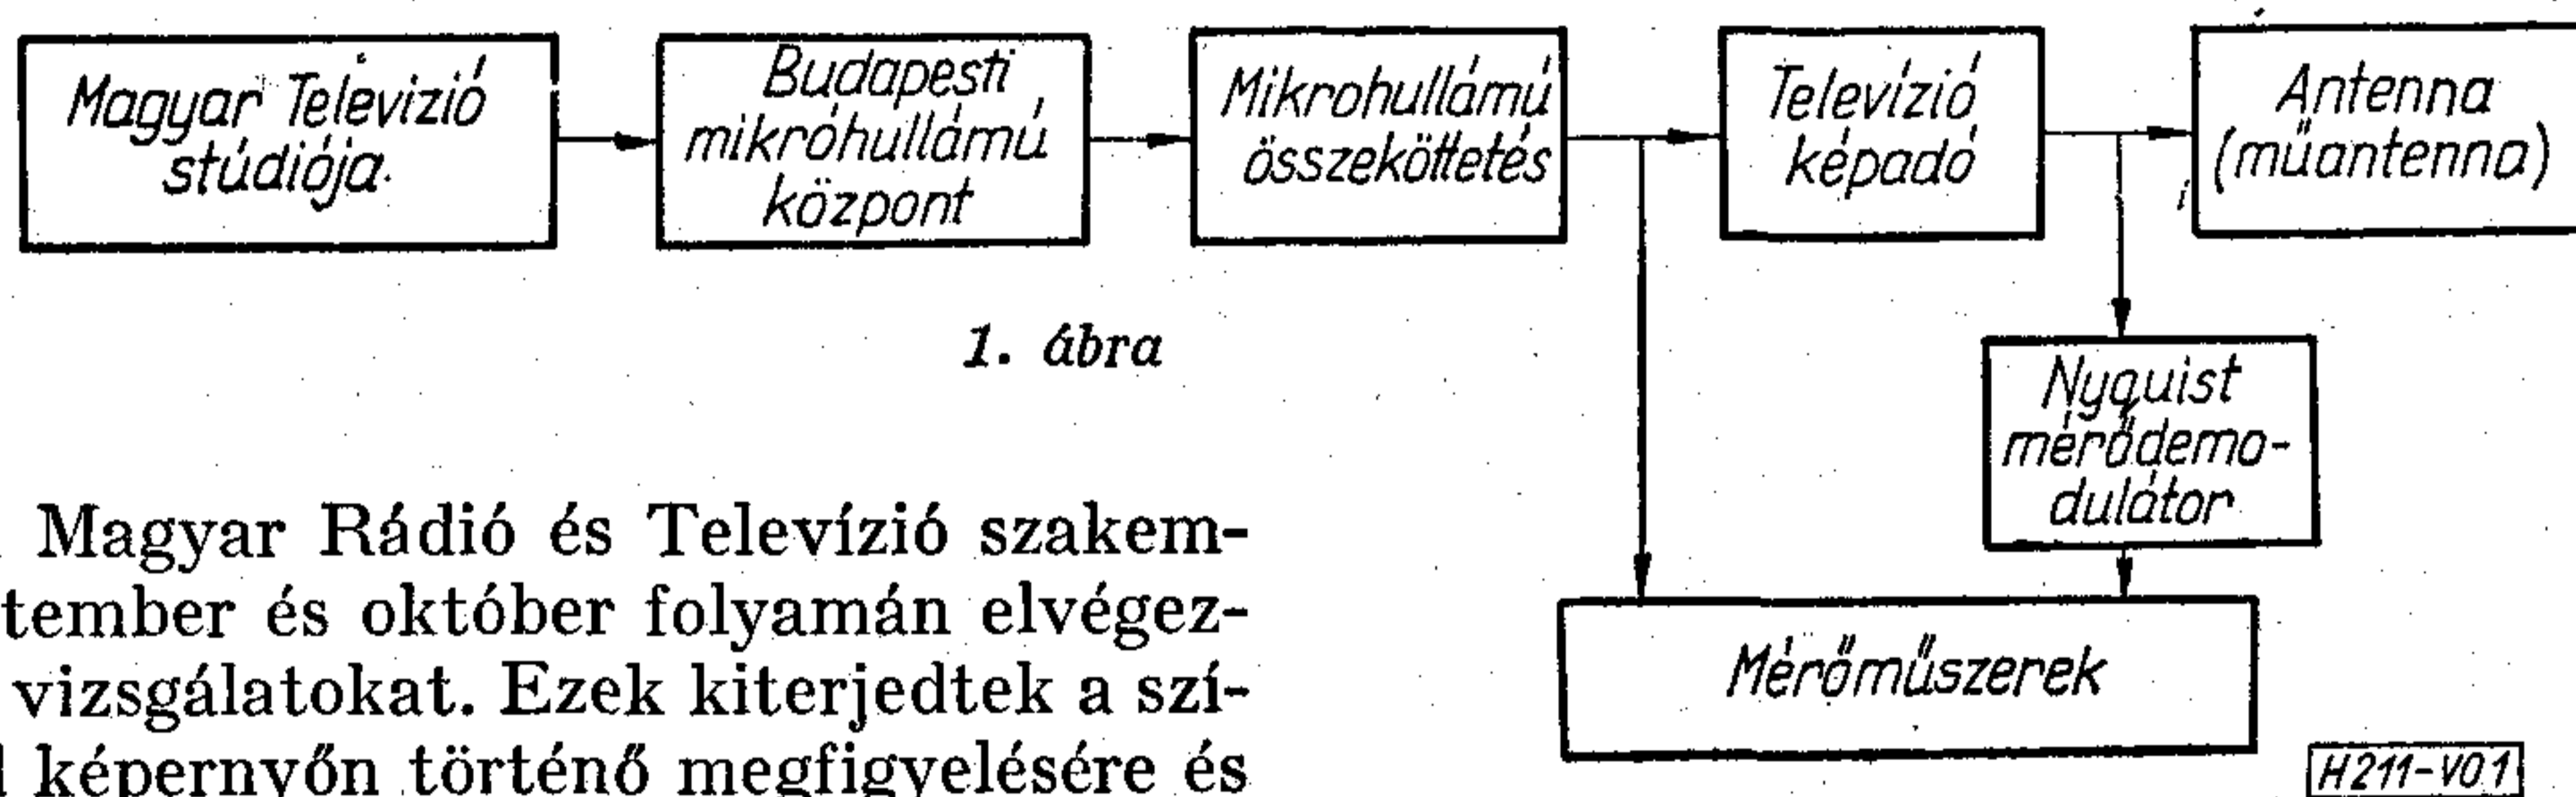 Magyar Televizió
stúdiója
Budapesti
mikróhullámú
központ
Mikrohullámú
összeköttetés
Televízió
képadó
Antenna
(műantenna)
1. ábra
Nyquist
mérődemo-
dulátor
Mérőműszerek
H211-V01
Magyar Rádió és Televízió szakem-
tember és október folyamán elvégez-
vizsgálatokat. Ezek kiterjedtek a szí-
képernyőn történő megfigyelésére és